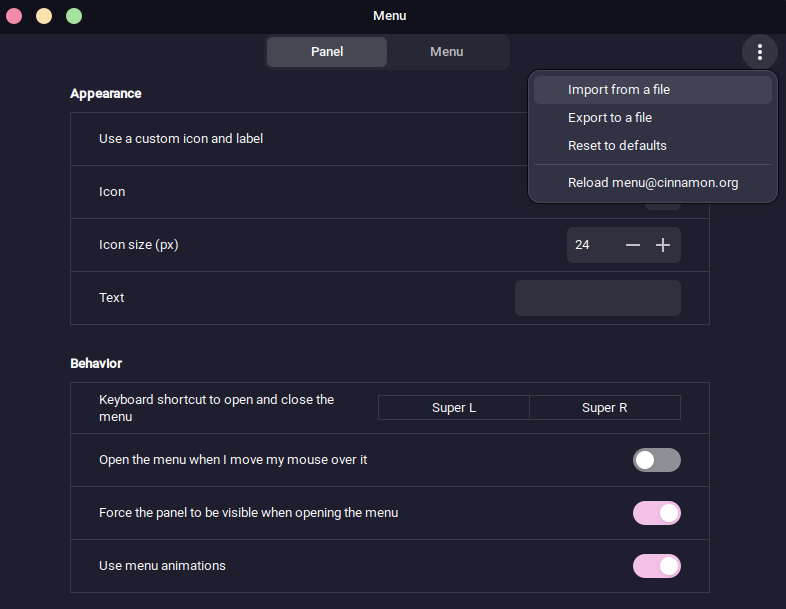 Menu
Panel
Menu
Import from a file
Export to a file
Reset to defaults
Reload menu@cinnamon.org
Appearance
Use a custom icon and label
Icon
Icon size (px)
24
Text
Behavior
Keyboard shortcut to open and close the
menu
Super L
Super R
Open the menu when I move my mouse over it
Force the panel to be visible when opening the menu
Use menu animations